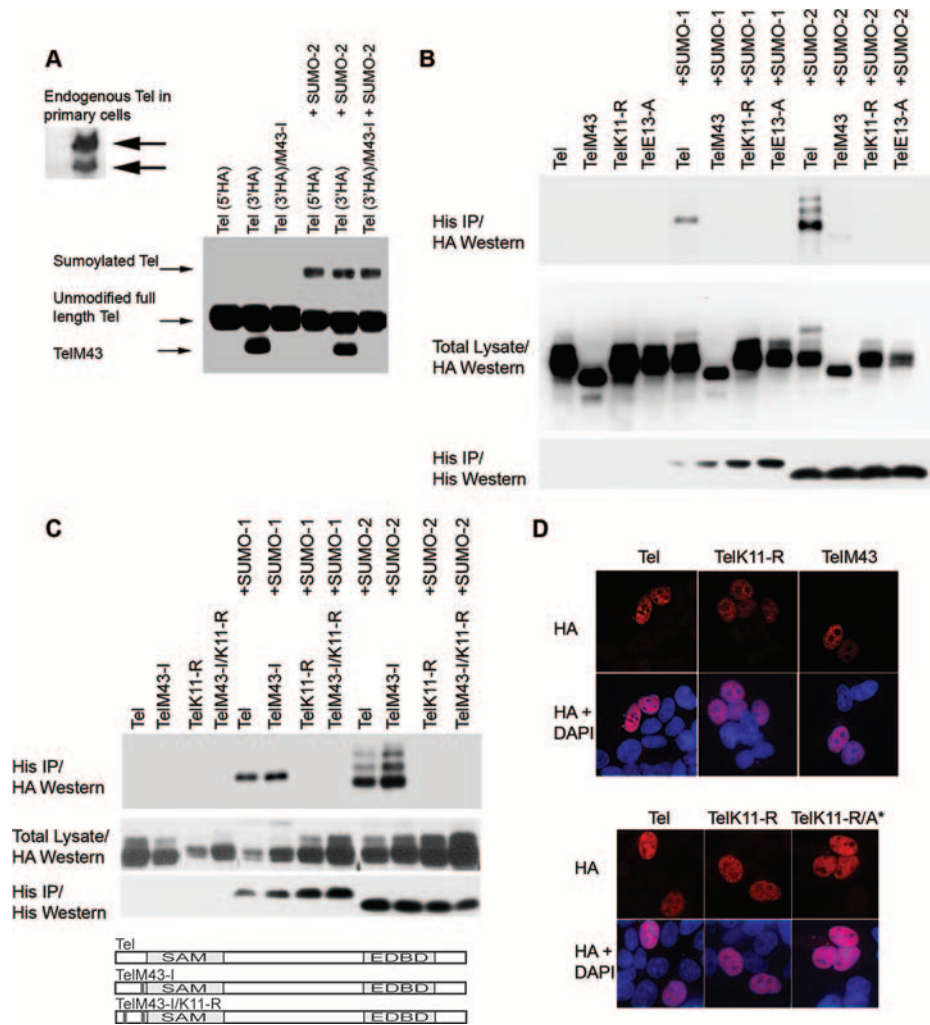 A
Endogenous Tel in
primary cells
Tel (5'HA)
Tel (3'HA)
Tel (3'HA)/M43-I
Tel (5'HA) + SUMO-2
Tel (3'HA) + SUMO-2
Tel (3'HA)/M43-I + SUMO-2
Sumoylated Tel
Unmodified full
length Tel
TelM43
B
Tel
TelM43
TelK11-R
TelE13-A
Tel +SUMO-1
TelM43 +SUMO-1
TelK11-R +SUMO-1
TelE13-A +SUMO-1
Tel +SUMO-2
TelM43 +SUMO-2
TelK11-R +SUMO-2
TelE13-A +SUMO-2
His IP/
HA Western
Total Lysate/
HA Western
His IP/
His Western
C
Tel
TelM43-I
TelK11-R
TelM43-I/K11-R
Tel +SUMO-1
TelM43-I +SUMO-1
TelK11-R +SUMO-1
TelM43-I/K11-R +SUMO-1
Tel +SUMO-2
TelM43-I +SUMO-2
TelK11-R +SUMO-2
TelM43-I/K11-R +SUMO-2
His IP/
HA Western
Total Lysate/
HA Western
His IP/
His Western
Tel
SAM EDBD
TelM43-I
SAM EDBD
TelM43-I/K11-R
SAM EDBD
D
Tel TelK11-R TelM43
HA
HA +
DAPI
Tel TelK11-R TelK11-R/A*
HA
HA +
DAPI